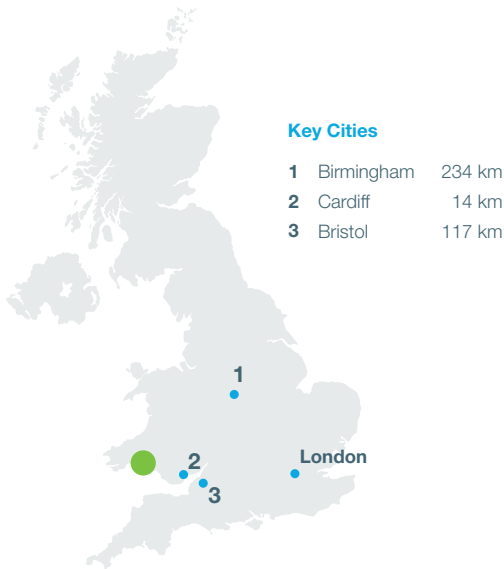 Key Cities
1 Birmingham 234 km
2 Cardiff 14 km
3 Bristol 117 km
1
London
2
3